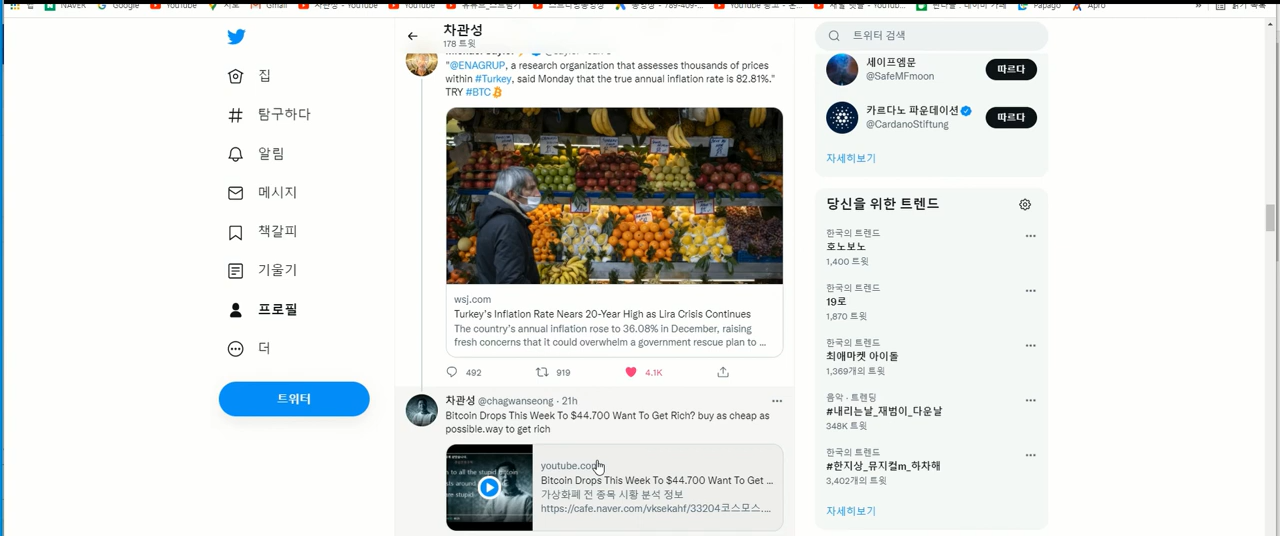 NAVER
Google
YouTube
지도
Gmail
YouTube
YouTube
Papago
Apro
읽기 목록
차관성
178 트윗
"@ENAGRUP, a research organization that assesses thousands of prices
within #Turkey, said Monday that the true annual inflation rate is 82.81%."
TRY #BTC
wsj.com
Turkey's Inflation Rate Nears 20-Year High as Lira Crisis Continues
The country's annual inflation rose to 36.08% in December, raising
fresh concerns that it could overwhelm a government rescue plan to ...
492
919
4.1K
차관성 @chagwanseong · 21h
Bitcoin Drops This Week To $44.700 Want To Get Rich? buy as cheap as
possible.way to get rich
youtube.com
Bitcoin Drops This Week To $44.700 Want To Get ...
가상화폐 전 종목 시황 분석 정보
https://cafe.naver.com/vksekahf/33204코스모스....
집
탐구하다
알림
메시지
책갈피
기울기
프로필
더
트위터
트위터 검색
세이프엠문
@SafeMFmoon
따르다
카르다노 파운데이션
@CardanoStiftung
따르다
자세히보기
당신을 위한 트렌드
한국의 트렌드
호노보노
1,400 트윗
한국의 트렌드
19로
1,870 트윗
한국의 트렌드
최애마켓 아이돌
1,369개의 트윗
음악 · 트렌딩
#내리는날_재범이_다운날
348K 트윗
한국의 트렌드
#한지상_뮤지컬m_하차해
3,402개의 트윗
자세히보기